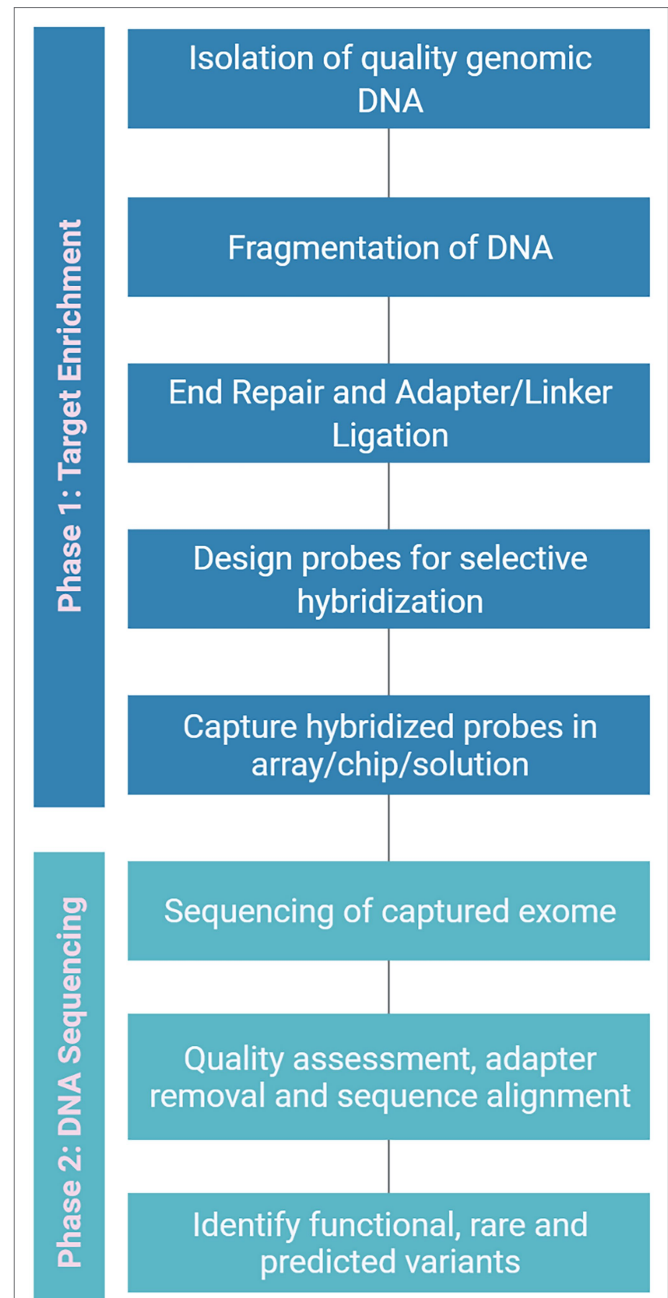 Phase 1: Target Enrichment
Isolation of quality genomic
DNA
Fragmentation of DNA
End Repair and Adapter/Linker
Ligation
Design probes for selective
hybridization
Capture hybridized probes in
array/chip/solution
Phase 2: DNA Sequencing
Sequencing of captured exome
Quality assessment, adapter
removal and sequence alignment
Identify functional, rare and
predicted variants